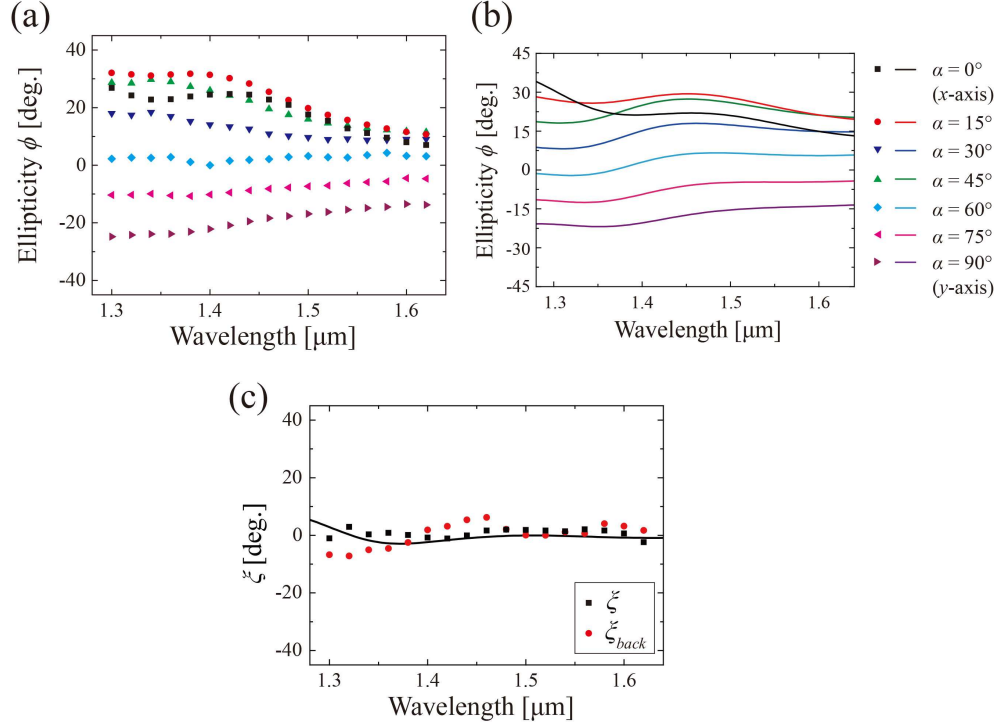 (a)
40
20
0
-20
-40
Ellipticity ϕ [deg.]
1.3
1.4
1.5
1.6
Wavelength [μm]
(b)
45
30
15
0
-15
-30
-45
Ellipticity ϕ [deg.]
1.3
1.4
1.5
1.6
Wavelength [μm]
α = 0°
(x-axis)
α = 15°
α = 30°
α = 45°
α = 60°
α = 75°
α = 90°
(y-axis)
(c)
40
20
0
-20
-40
ξ [deg.]
ξ
ξback
1.3
1.4
1.5
1.6
Wavelength [μm]